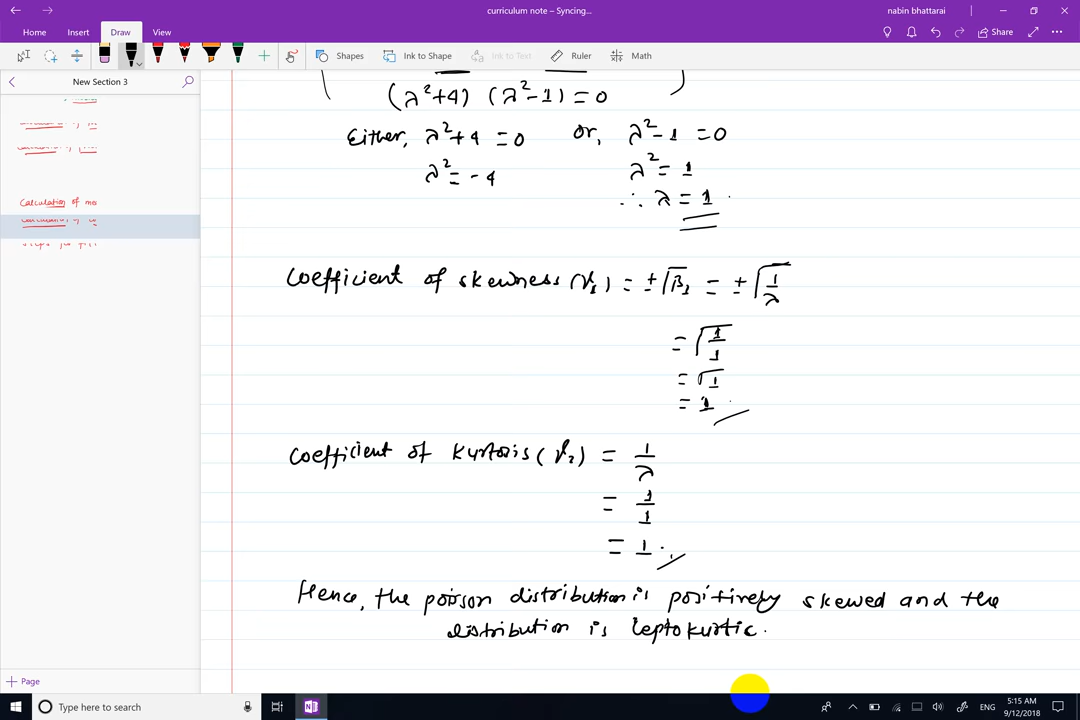 curriculum note – Syncing...
nabin bhattarai
Home Insert Draw View
Share
Shapes Ink to Shape Ink to Text Ruler Math
New Section 3
Calculation of
(λ²+4) (λ²-1) = 0
Either, λ²+4 = 0 or, λ²-1 = 0
λ² = -4 λ² = 1
∴ λ = 1
Coefficient of skewness (γ₁) = ±√β₁ = ±√(1/λ)
= √(1/1)
= √1
= 1
Coefficient of Kurtosis (γ₂) = 1/λ
= 1/1
= 1
Hence, the poison distribution is positively skewed and the
distribution is leptokurtic.
+ Page
Type here to search
ENG
5:15 AM
9/12/2018